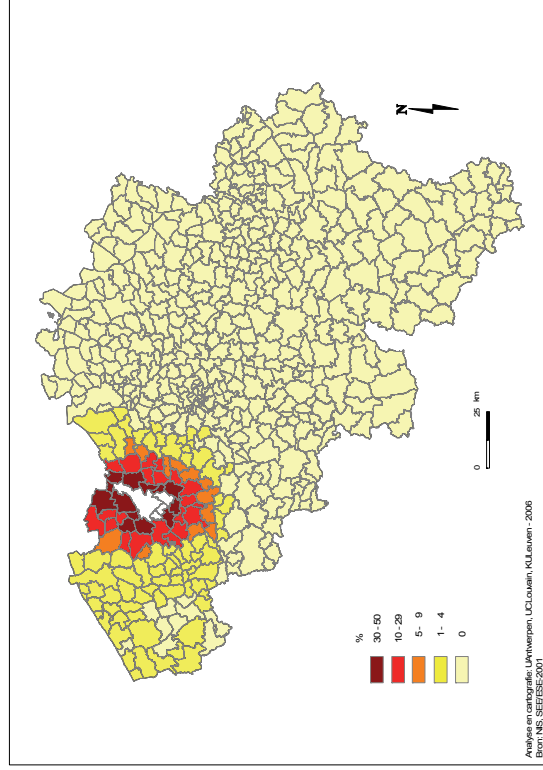 N
0 25 km
%
30 - 50
10 - 29
5 - 9
1 - 4
0
Analyse en cartografie: UAntwerpen, UCLouvain, KULeuven - 2006
Bron: NIS. SEE/ESE-2001